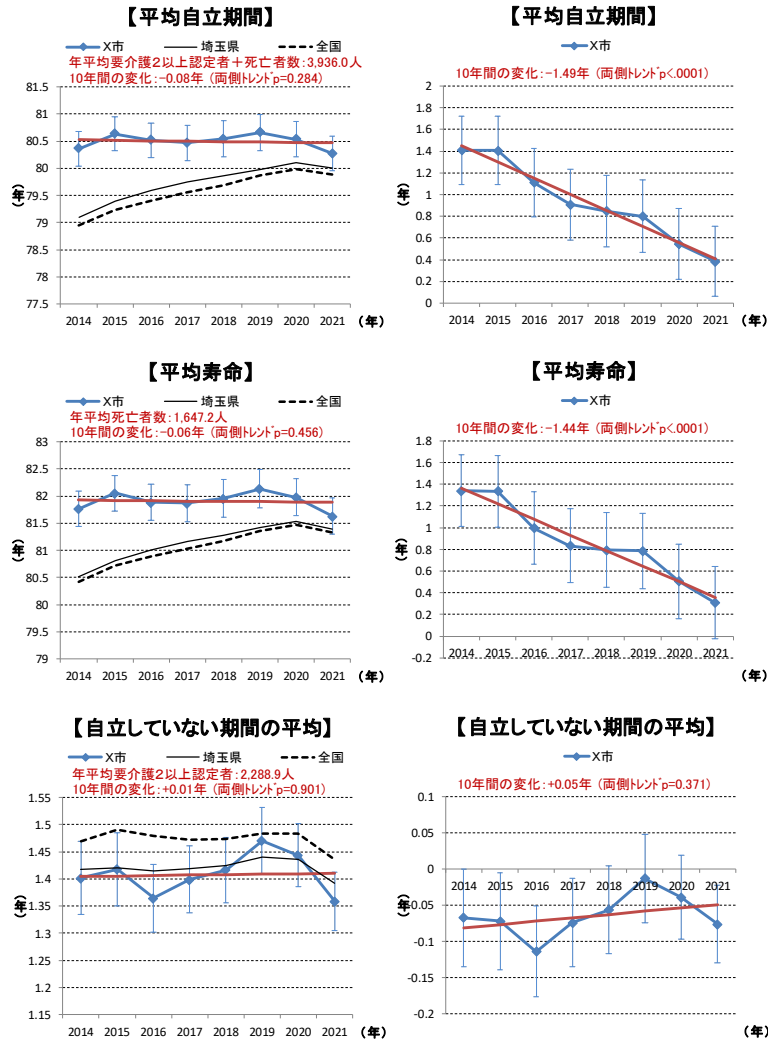 【平均自立期間】
X市 埼玉県 全国
年平均要介護2以上認定者+死亡者数:3,936.0人
10年間の変化:-0.08年 (両側トレンドp=0.284)
81.5
81
80.5
80
79.5
79
78.5
78
77.5
(年)
2014 2015 2016 2017 2018 2019 2020 2021
(年)
【平均自立期間】
X市
10年間の変化:-1.49年 (両側トレンドp<.0001)
2
1.8
1.6
1.4
1.2
1
0.8
0.6
0.4
0.2
0
(年)
2014 2015 2016 2017 2018 2019 2020 2021
(年)
【平均寿命】
X市 埼玉県 全国
年平均死亡者数:1,647.2人
10年間の変化:-0.06年 (両側トレンドp=0.456)
83
82.5
82
81.5
81
80.5
80
79.5
79
(年)
2014 2015 2016 2017 2018 2019 2020 2021
(年)
【平均寿命】
X市
10年間の変化:-1.44年 (両側トレンドp<.0001)
1.8
1.6
1.4
1.2
1
0.8
0.6
0.4
0.2
0
-0.2
(年)
2014 2015 2016 2017 2018 2019 2020 2021
(年)
【自立していない期間の平均】
X市 埼玉県 全国
年平均要介護2以上認定者:2,288.9人
10年間の変化:+0.01年 (両側トレンドp=0.901)
1.55
1.5
1.45
1.4
1.35
1.3
1.25
1.2
1.15
(年)
2014 2015 2016 2017 2018 2019 2020 2021
(年)
【自立していない期間の平均】
X市
10年間の変化:+0.05年 (両側トレンドp=0.371)
0.1
0.05
0
-0.05
-0.1
-0.15
-0.2
(年)
2014 2015 2016 2017 2018 2019 2020 2021
(年)